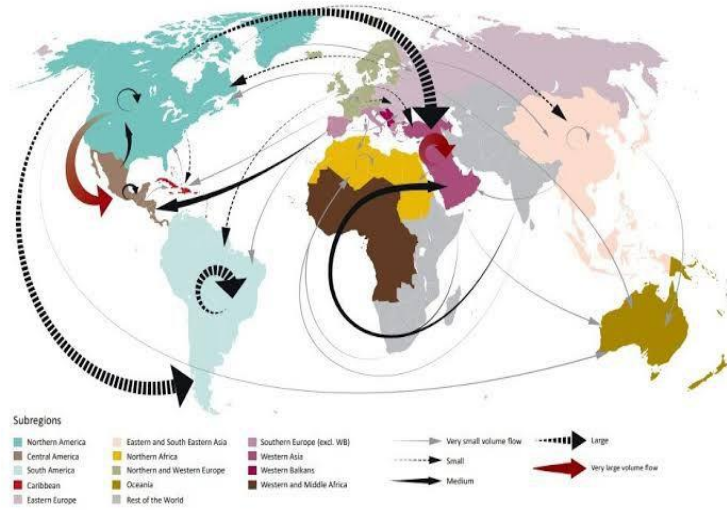 Subregions
Northern America
Central America
South America
Caribbean
Eastern Europe
Eastern and South Eastern Asia
Northern Africa
Northern and Western Europe
Oceania
Rest of the World
Southern Europe (excl. WB)
Western Asia
Western Balkans
Western and Middle Africa
Very small volume flow
Small
Medium
Large
Very large volume flow